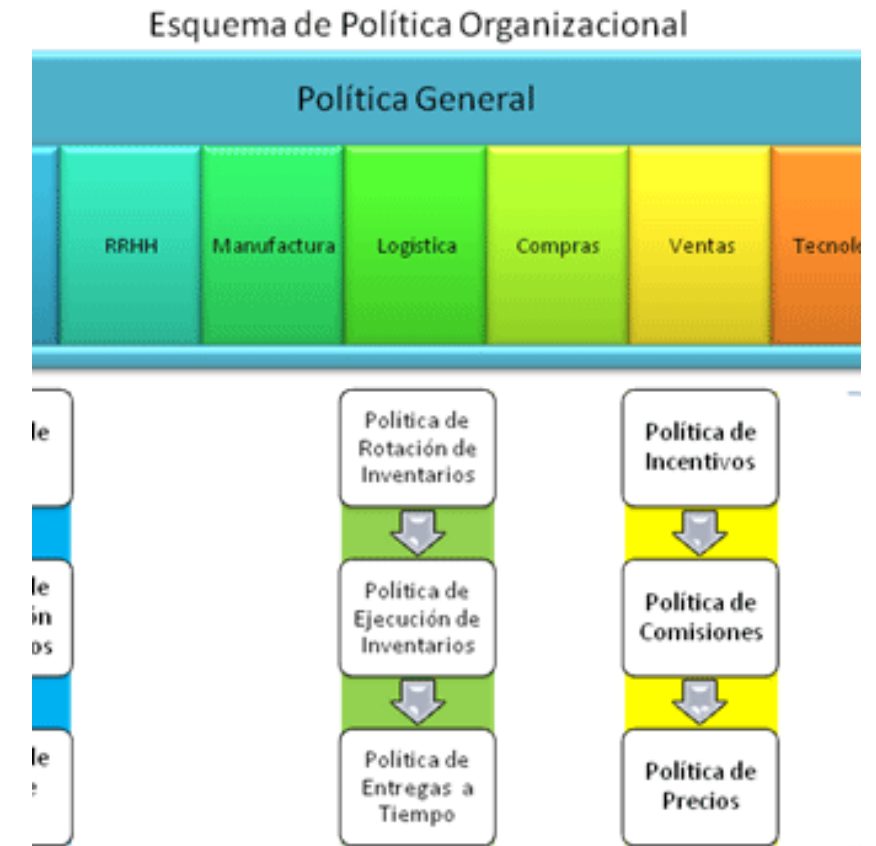 Esquema de Política Organizacional
Política General
RRHH
Manufactura
Logistica
Compras
Ventas
Política de
Rotación de
Inventarios
Política de
Ejecución de
Inventarios
Política de
Entregas a
Tiempo
Política de
Incentivos
Política de
Comisiones
Política de
Precios